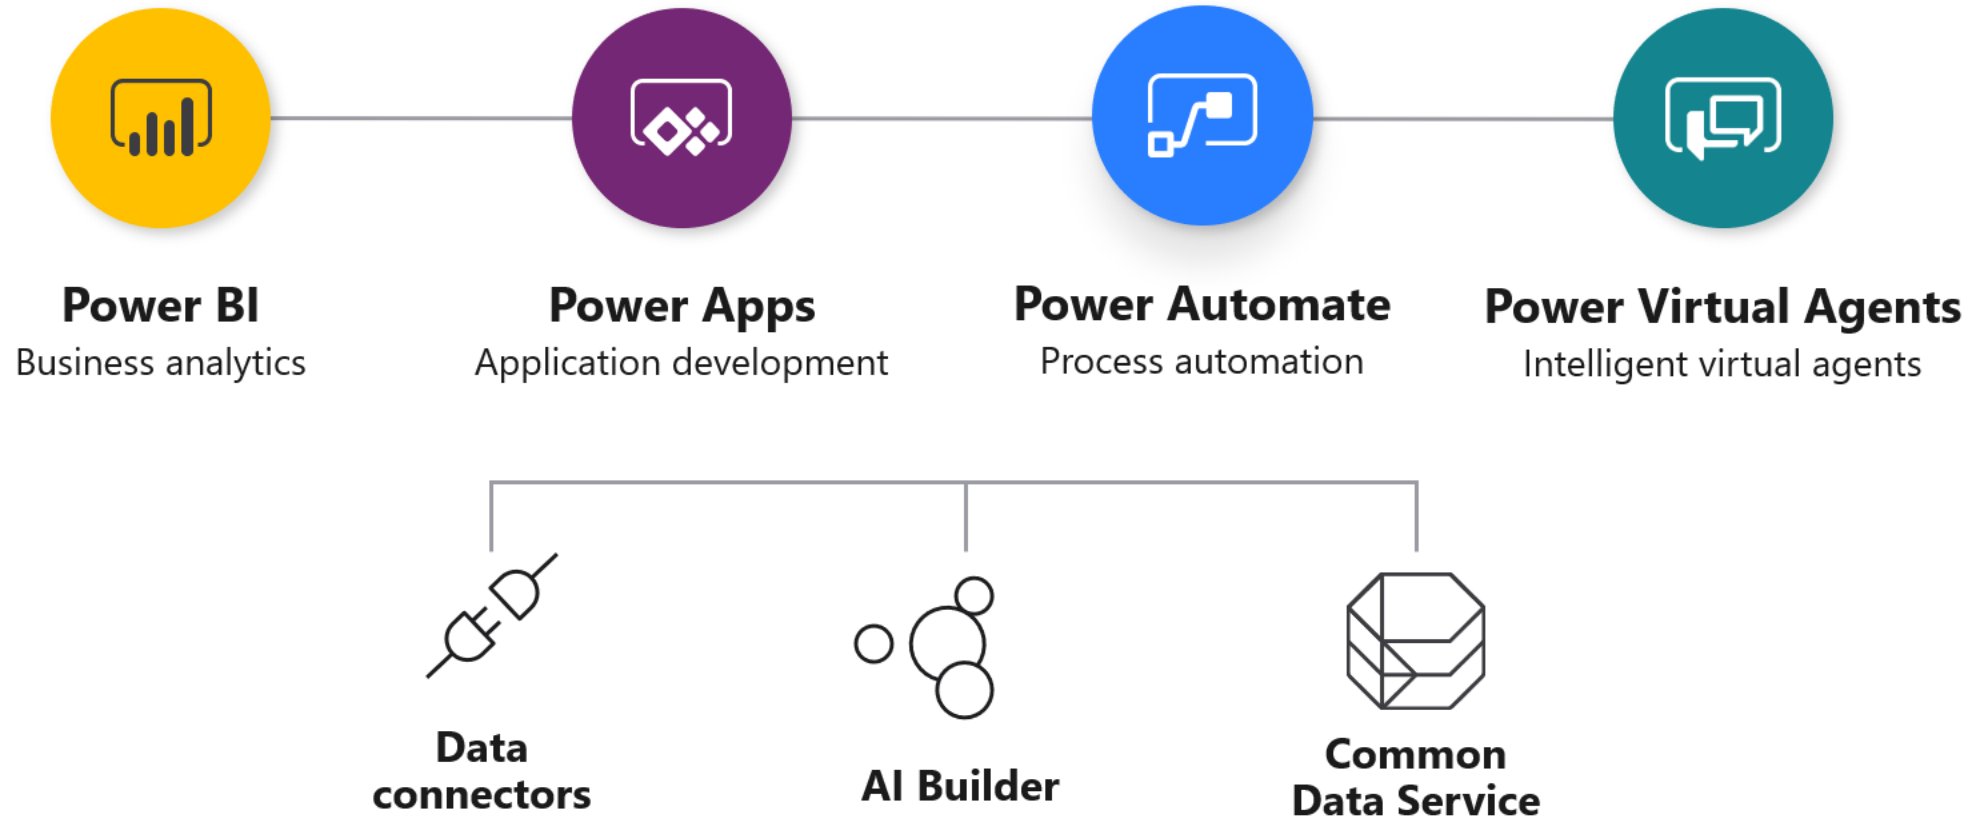 Power BI
Business analytics
Power Apps
Application development
Power Automate
Process automation
Power Virtual Agents
Intelligent virtual agents
Data
connectors
AI Builder
Common
Data Service